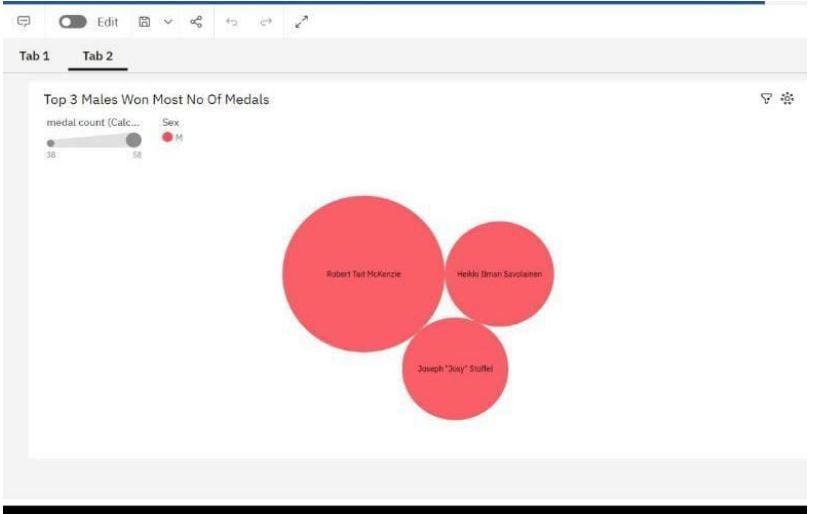 Edit
Tab 1 Tab 2
Top 3 Males Won Most No Of Medals
medal count (Calc... Sex
M
38 58
Robert Tait McKenzie
Heikki Ilmari Savolainen
Joseph "Josy" Stoffel